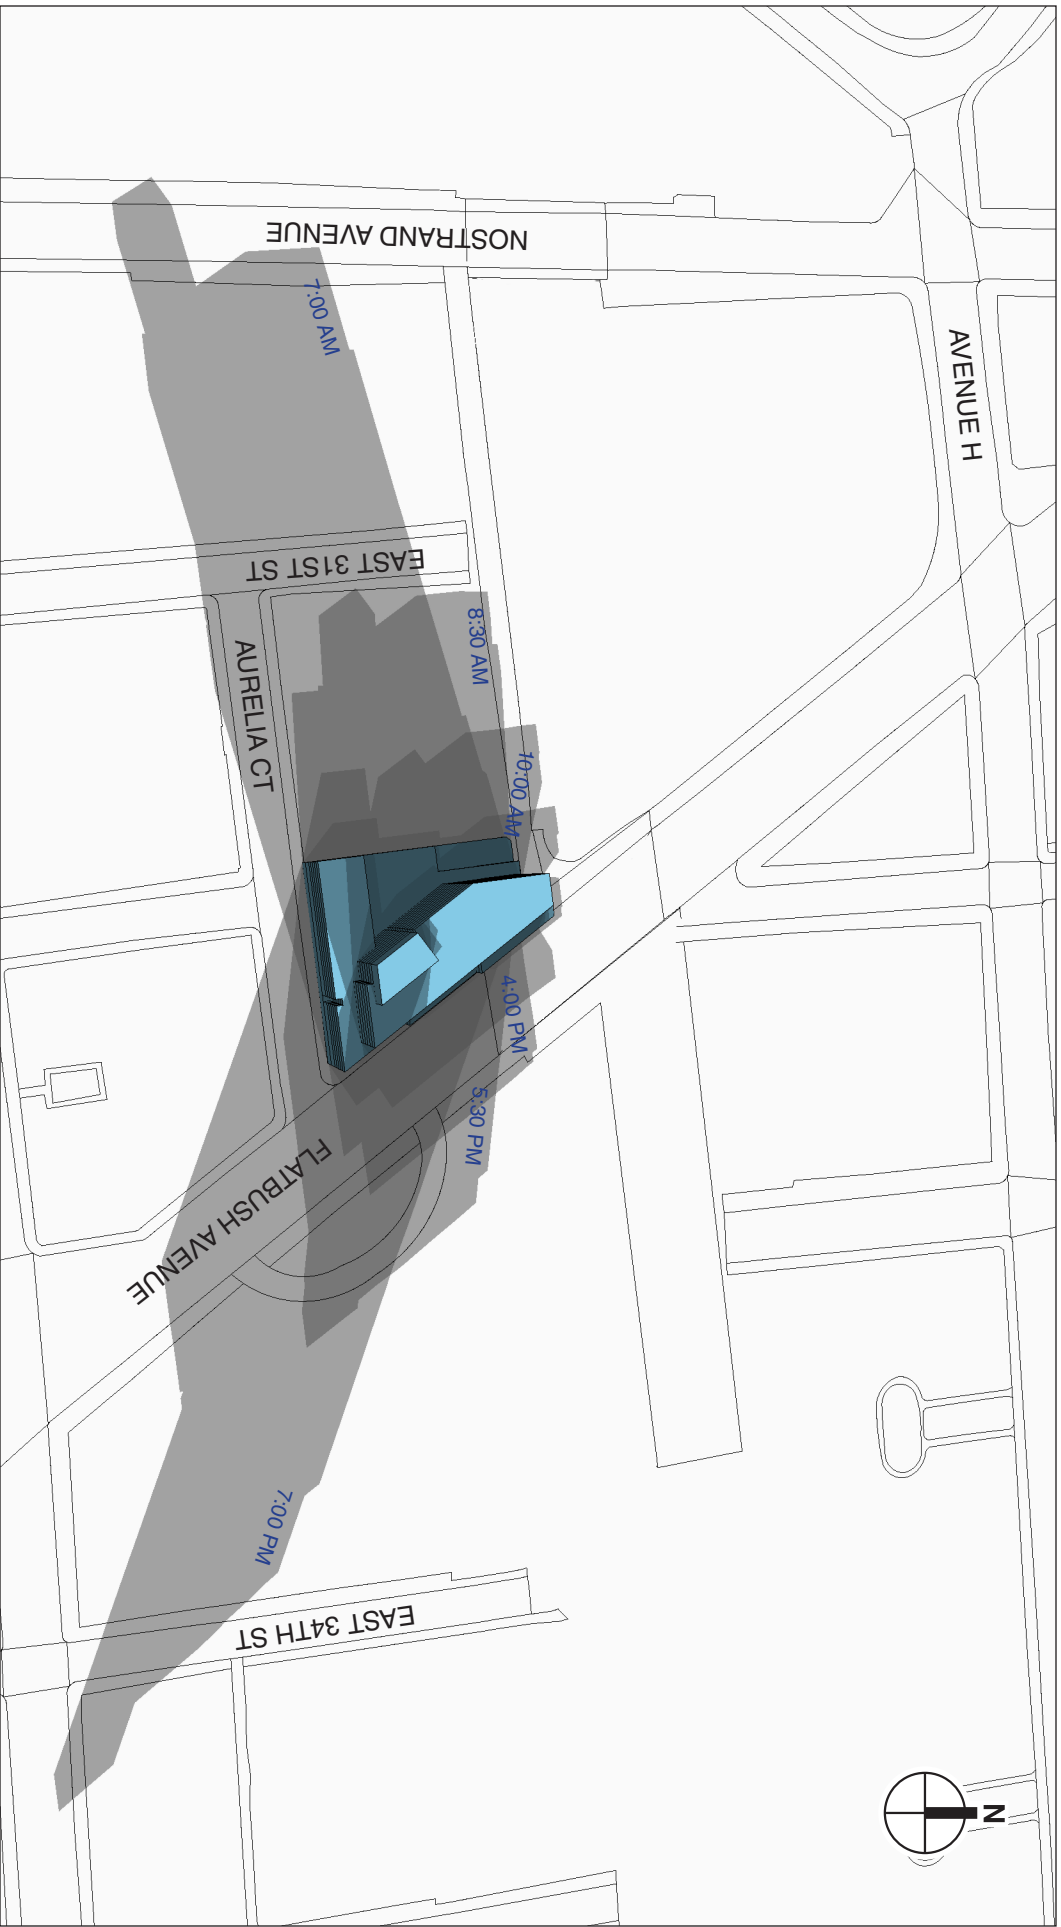 NOSTRAND AVENUE
7:00 AM
AVENUE H
EAST 31ST ST
8:30 AM
AURELIA CT
10:00 AM
4:00 PM
5:30 PM
FLATBUSH AVENUE
7:00 PM
EAST 34TH ST
N